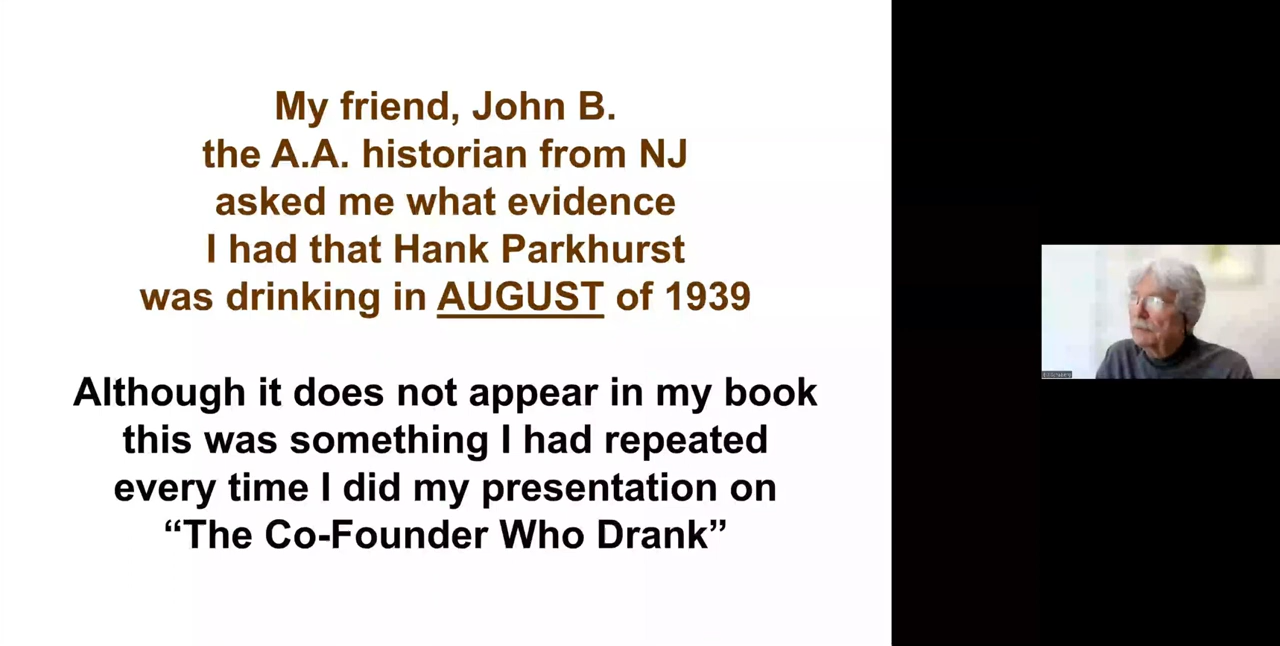 My friend, John B.
the A.A. historian from NJ
asked me what evidence
I had that Hank Parkhurst
was drinking in AUGUST of 1939
Although it does not appear in my book
this was something I had repeated
every time I did my presentation on
“The Co-Founder Who Drank”